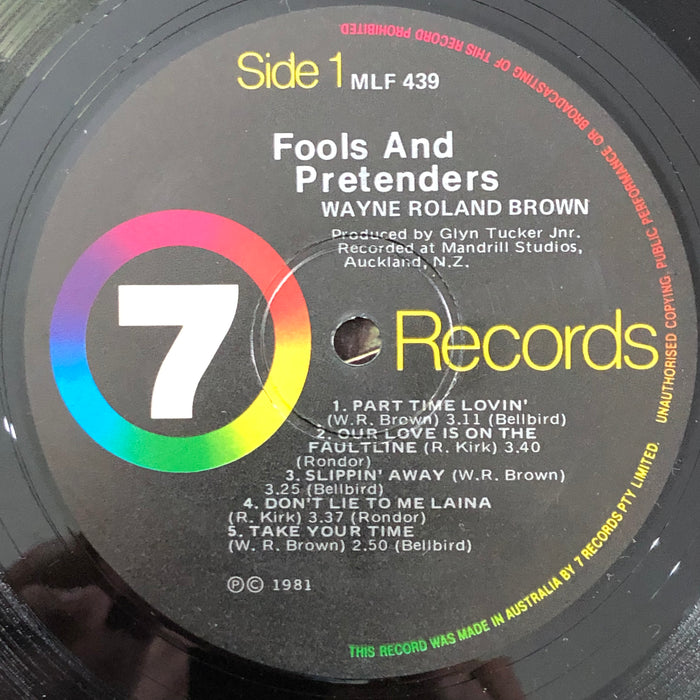 Side 1 MLF 439
Fools And
Pretenders
WAYNE ROLAND BROWN
Produced by Glyn Tucker Jnr.
Recorded at Mandrill Studios,
Auckland, N.Z.
7
Records
1. PART TIME LOVIN'
(W.R. Brown) 3.11 (Bellbird)
2. OUR LOVE IS ON THE
FAULTLINE (R. Kirk) 3.40
(Rondor)
3. SLIPPIN' AWAY (W.R. Brown)
3.25 (Bellbird)
4. DON'T LIE TO ME LAINA
(R. Kirk) 3.37 (Rondor)
5. TAKE YOUR TIME
(W. R. Brown) 2.50 (Bellbird)
℗© 1981
THIS RECORD WAS MADE IN AUSTRALIA BY 7 RECORDS PTY LIMITED. UNAUTHORISED COPYING, PUBLIC PERFORMANCE OR BROADCASTING OF THIS RECORD PROHIBITED.